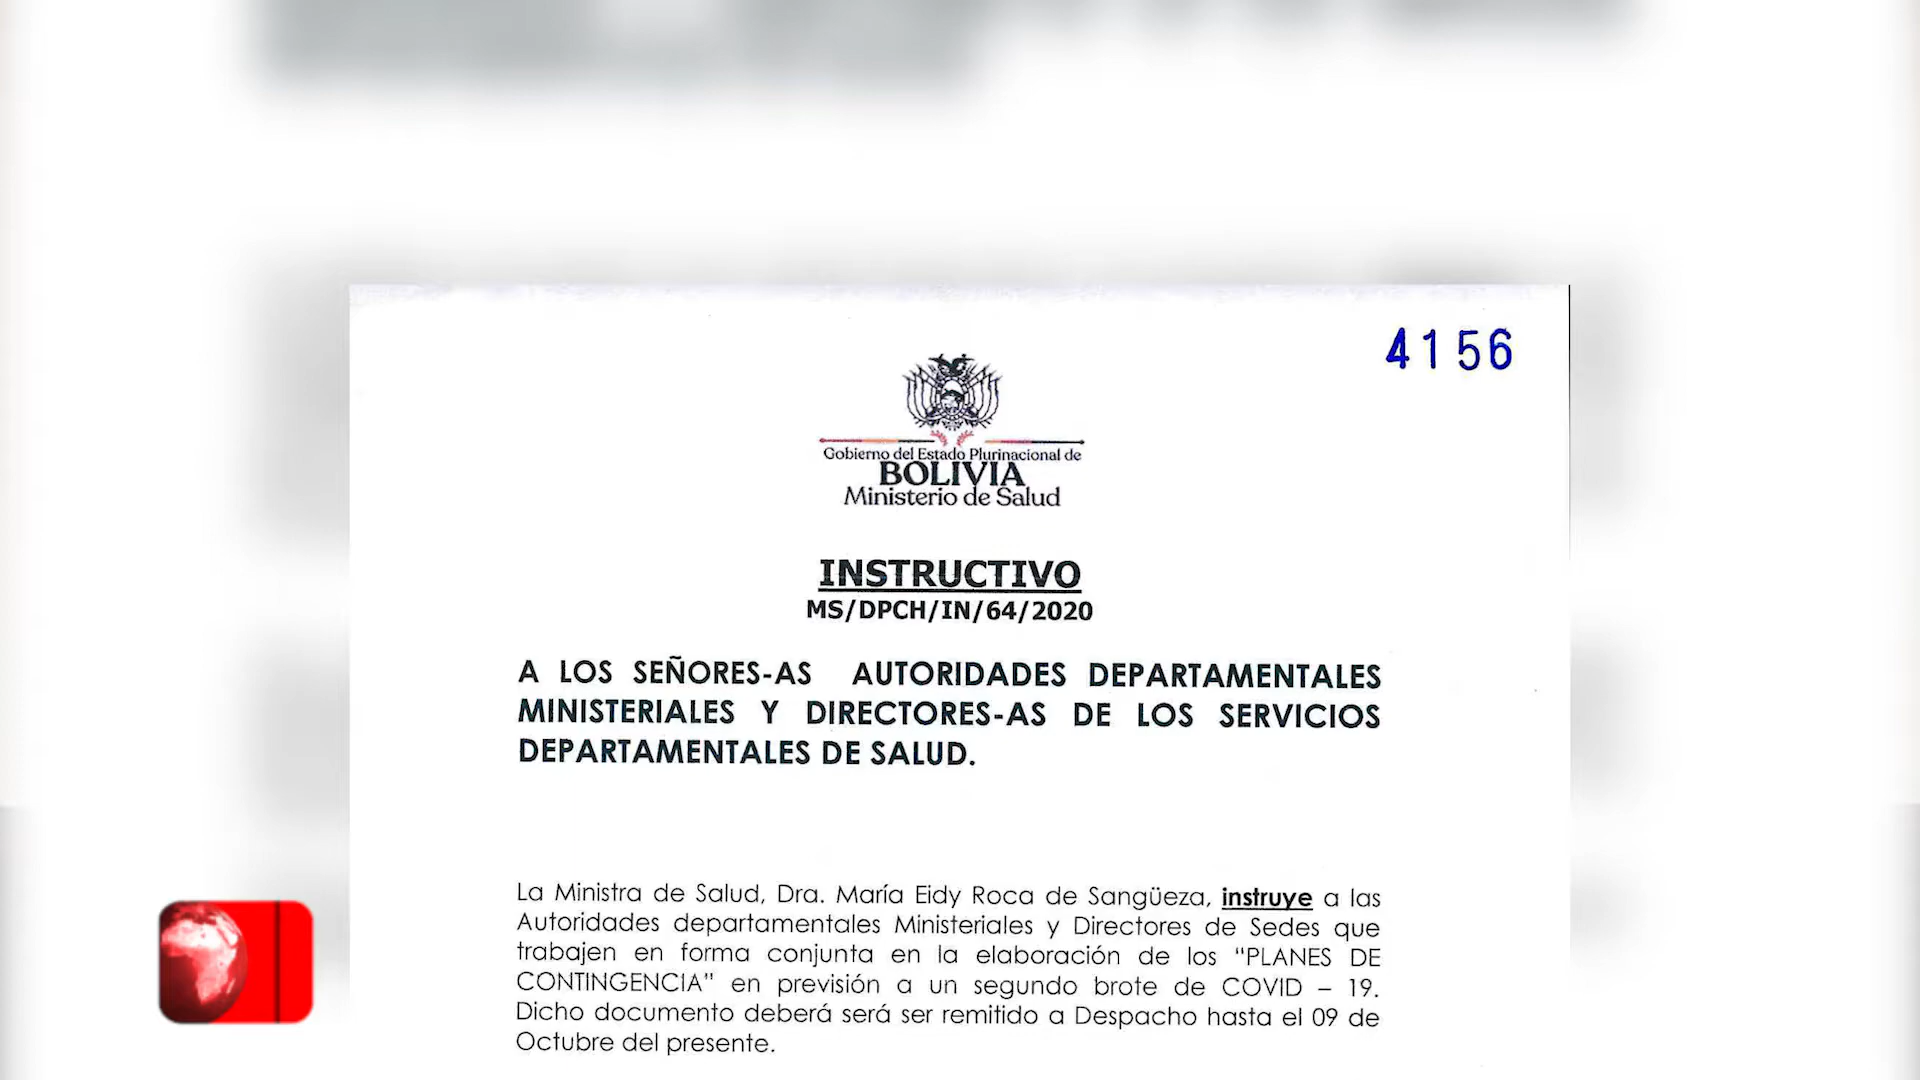 4156
Gobierno del Estado Plurinacional de
BOLIVIA
Ministerio de Salud
INSTRUCTIVO
MS/DPCH/IN/64/2020
A LOS SEÑORES-AS AUTORIDADES DEPARTAMENTALES
MINISTERIALES Y DIRECTORES-AS DE LOS SERVICIOS
DEPARTAMENTALES DE SALUD.
La Ministra de Salud, Dra. María Eidy Roca de Sangüeza, instruye a las
Autoridades departamentales Ministeriales y Directores de Sedes que
trabajen en forma conjunta en la elaboración de los “PLANES DE
CONTINGENCIA” en previsión a un segundo brote de COVID – 19.
Dicho documento deberá será ser remitido a Despacho hasta el 09 de
Octubre del presente.